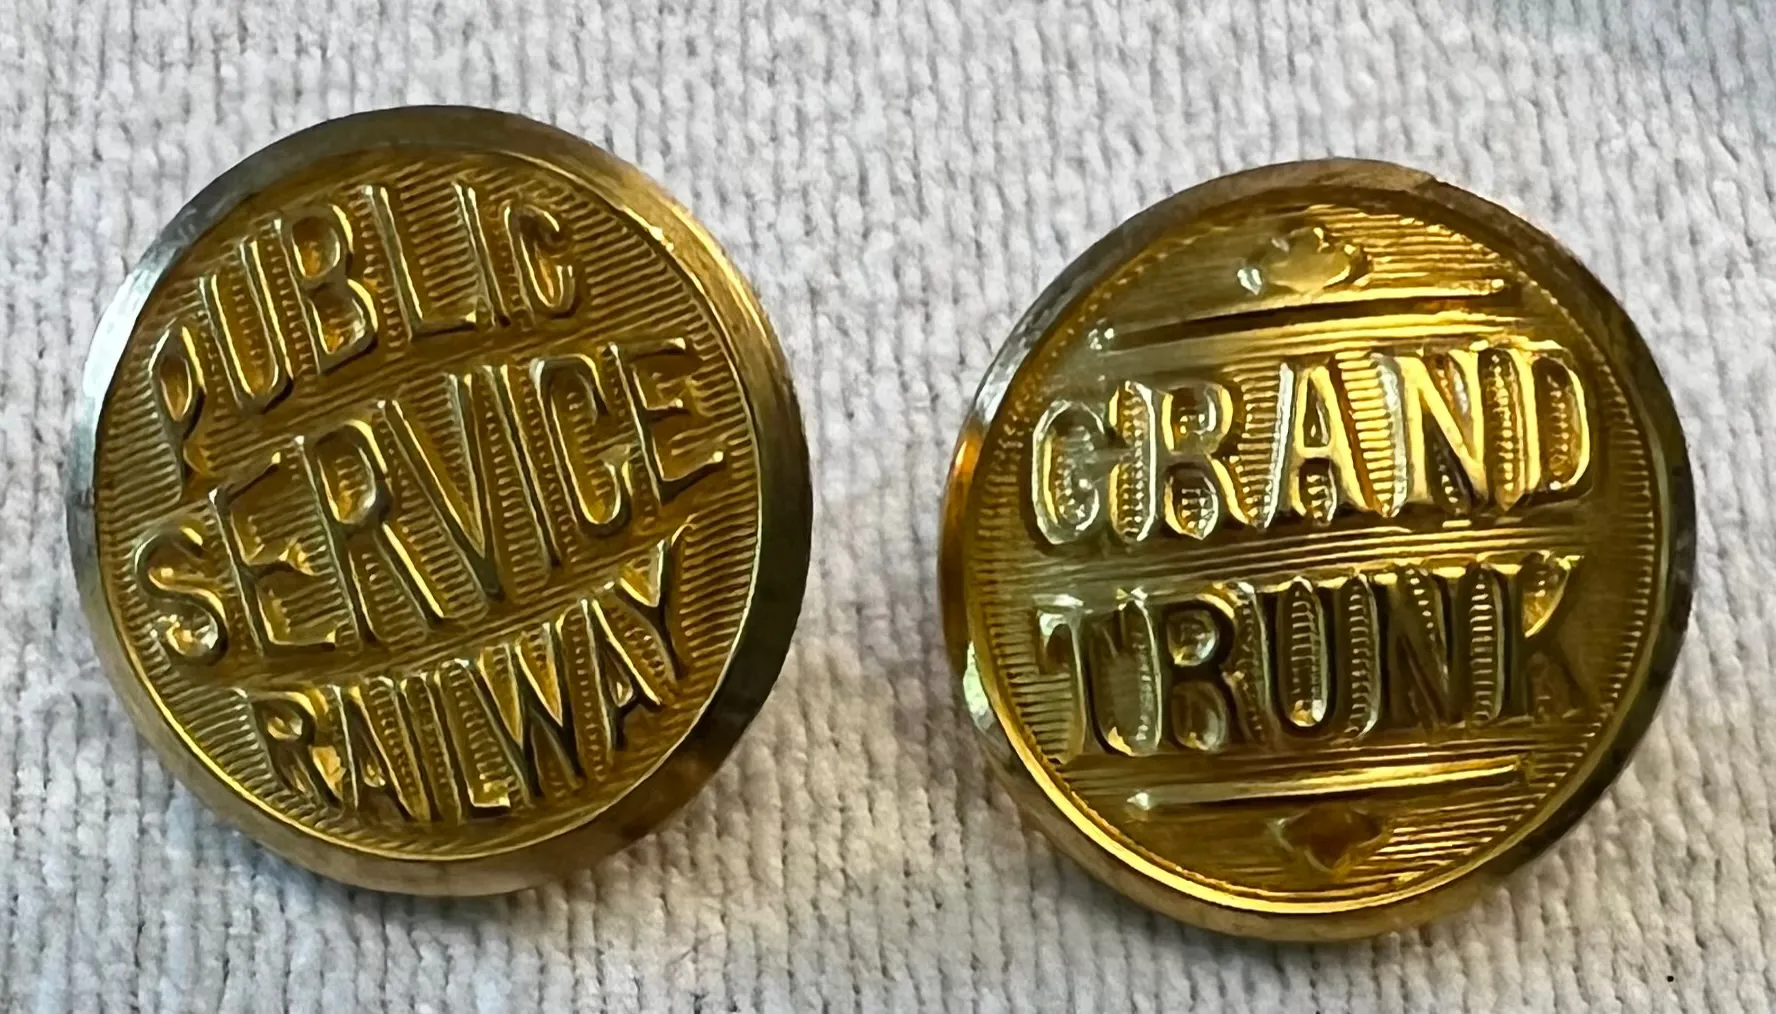 PUBLIC
SERVICE
RAILWAY
GRAND
TRUNK